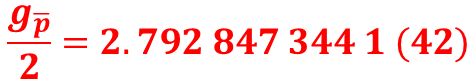 g_p̅/2 = 2. 792 847 344 1 (42)